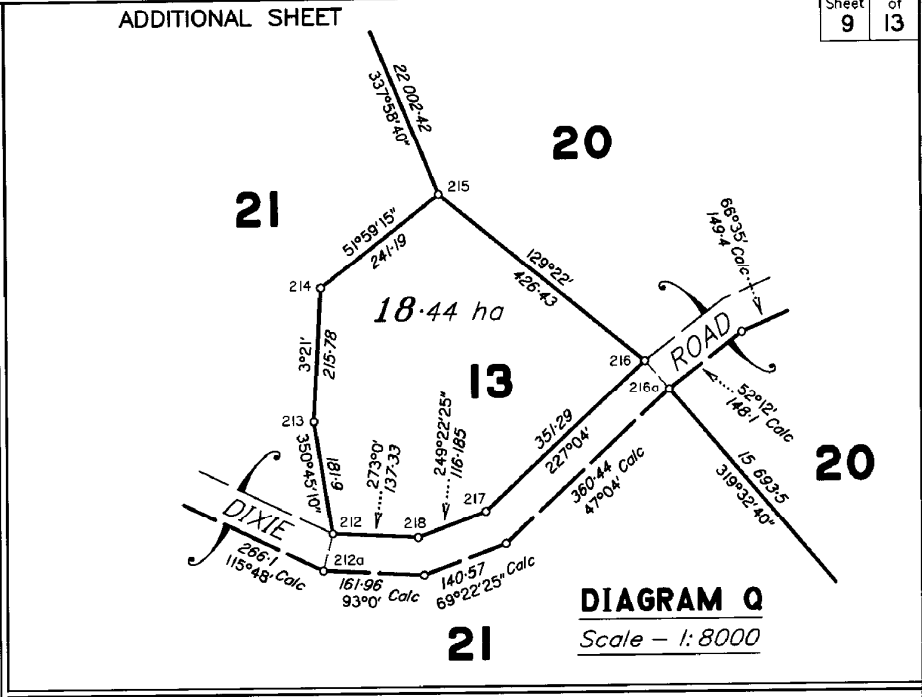 ADDITIONAL SHEET
Sheet of
9 13
22 002·42
337°58'40"
20
215
21
51°59'15"
241·19
129°22'
426·43
66°35'
149·4 Calc
214
18·44 ha
3°21'
215·78
216
ROAD
216a
13
52°12'
148·1 Calc
351·29
227°04'
213
350°45'10"
181·9
273°0'
137·33
249°22'25"
116·185
360·44 Calc
47°04'
15 693·5
319°32'40"
20
217
DIXIE
212
218
212a
266·1 Calc
115°48'
161·96
93°0' Calc
140·57
69°22'25" Calc
DIAGRAM Q
Scale – 1:8000
21